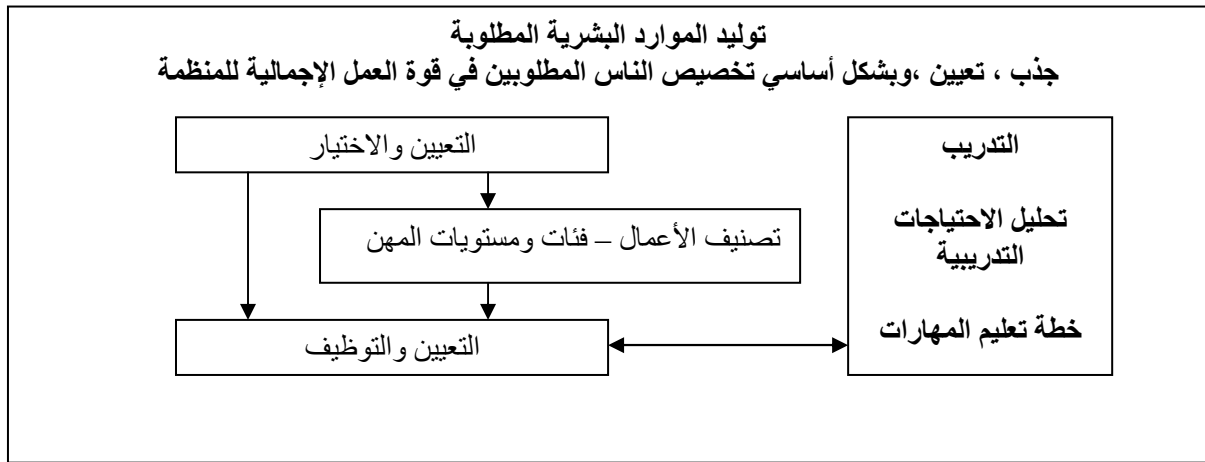 توليد الموارد البشرية المطلوبة
جذب ، تعيين ،وبشكل أساسي تخصيص الناس المطلوبين في قوة العمل الإجمالية للمنظمة
التعيين والاختيار
تصنيف الأعمال – فئات ومستويات المهن
التعيين والتوظيف
التدريب
تحليل الاحتياجات
التدريبية
خطة تعليم المهارات